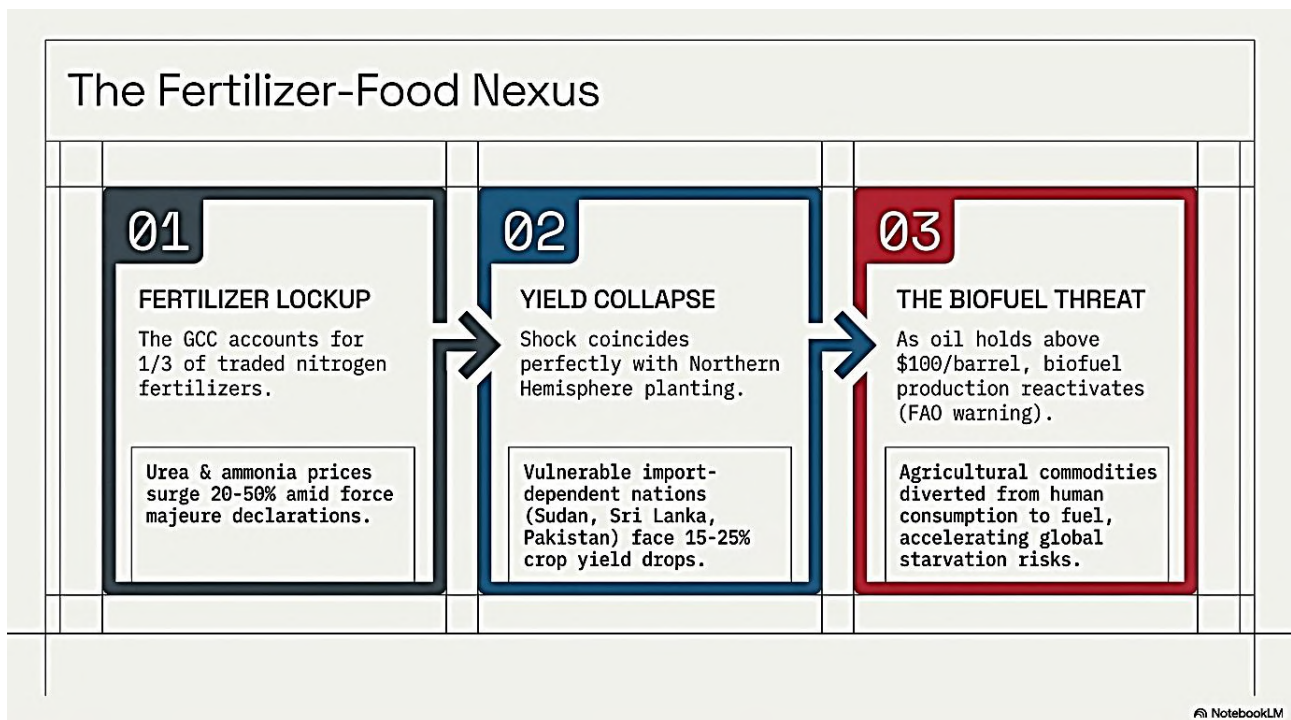 The Fertilizer-Food Nexus
01
FERTILIZER LOCKUP
The GCC accounts for
1/3 of traded nitrogen
fertilizers.
Urea & ammonia prices
surge 20-50% amid force
majeure declarations.
02
YIELD COLLAPSE
Shock coincides
perfectly with Northern
Hemisphere planting.
Vulnerable import-
dependent nations
(Sudan, Sri Lanka,
Pakistan) face 15-25%
crop yield drops.
03
THE BIOFUEL THREAT
As oil holds above
$100/barrel, biofuel
production reactivates
(FAO warning).
Agricultural commodities
diverted from human
consumption to fuel,
accelerating global
starvation risks.
NotebookLM